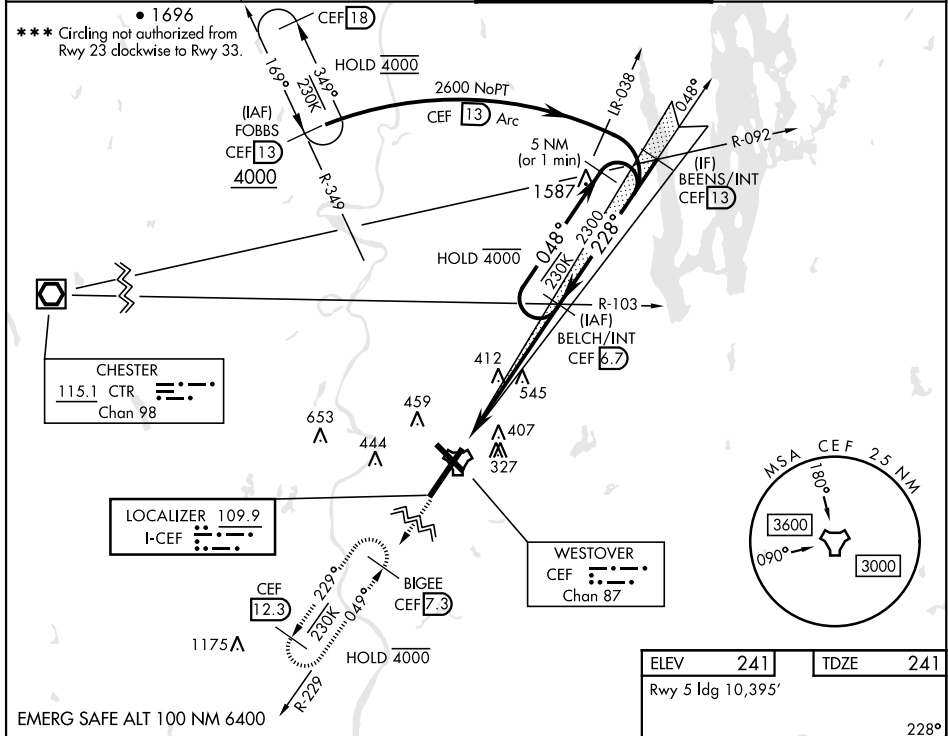 • 1696
*** Circling not authorized from
Rwy 23 clockwise to Rwy 33.
CEF 18
HOLD 4000
169°
349°
230K
2600 NoPT
CEF 13 Arc
LR-038
048°
(IAF)
FOBBS
CEF 13
4000
R-349
5 NM
(or 1 min)
1587
R-092
(IF)
BEENS/INT
CEF 13
HOLD 4000
048°
2300
228°
230K
R-103
(IAF)
BELCH/INT
CEF 6.7
CHESTER
115.1 CTR
Chan 98
412
545
459
653
444
407
327
LOCALIZER 109.9
I-CEF
WESTOVER
CEF
Chan 87
MSA CEF 25 NM
180°
3600
090°
3000
CEF
12.3
229°
049°
230K
BIGEE
CEF 7.3
1175
HOLD 4000
R-229
EMERG SAFE ALT 100 NM 6400
ELEV 241 TDZE 241
Rwy 5 ldg 10,395'
228°